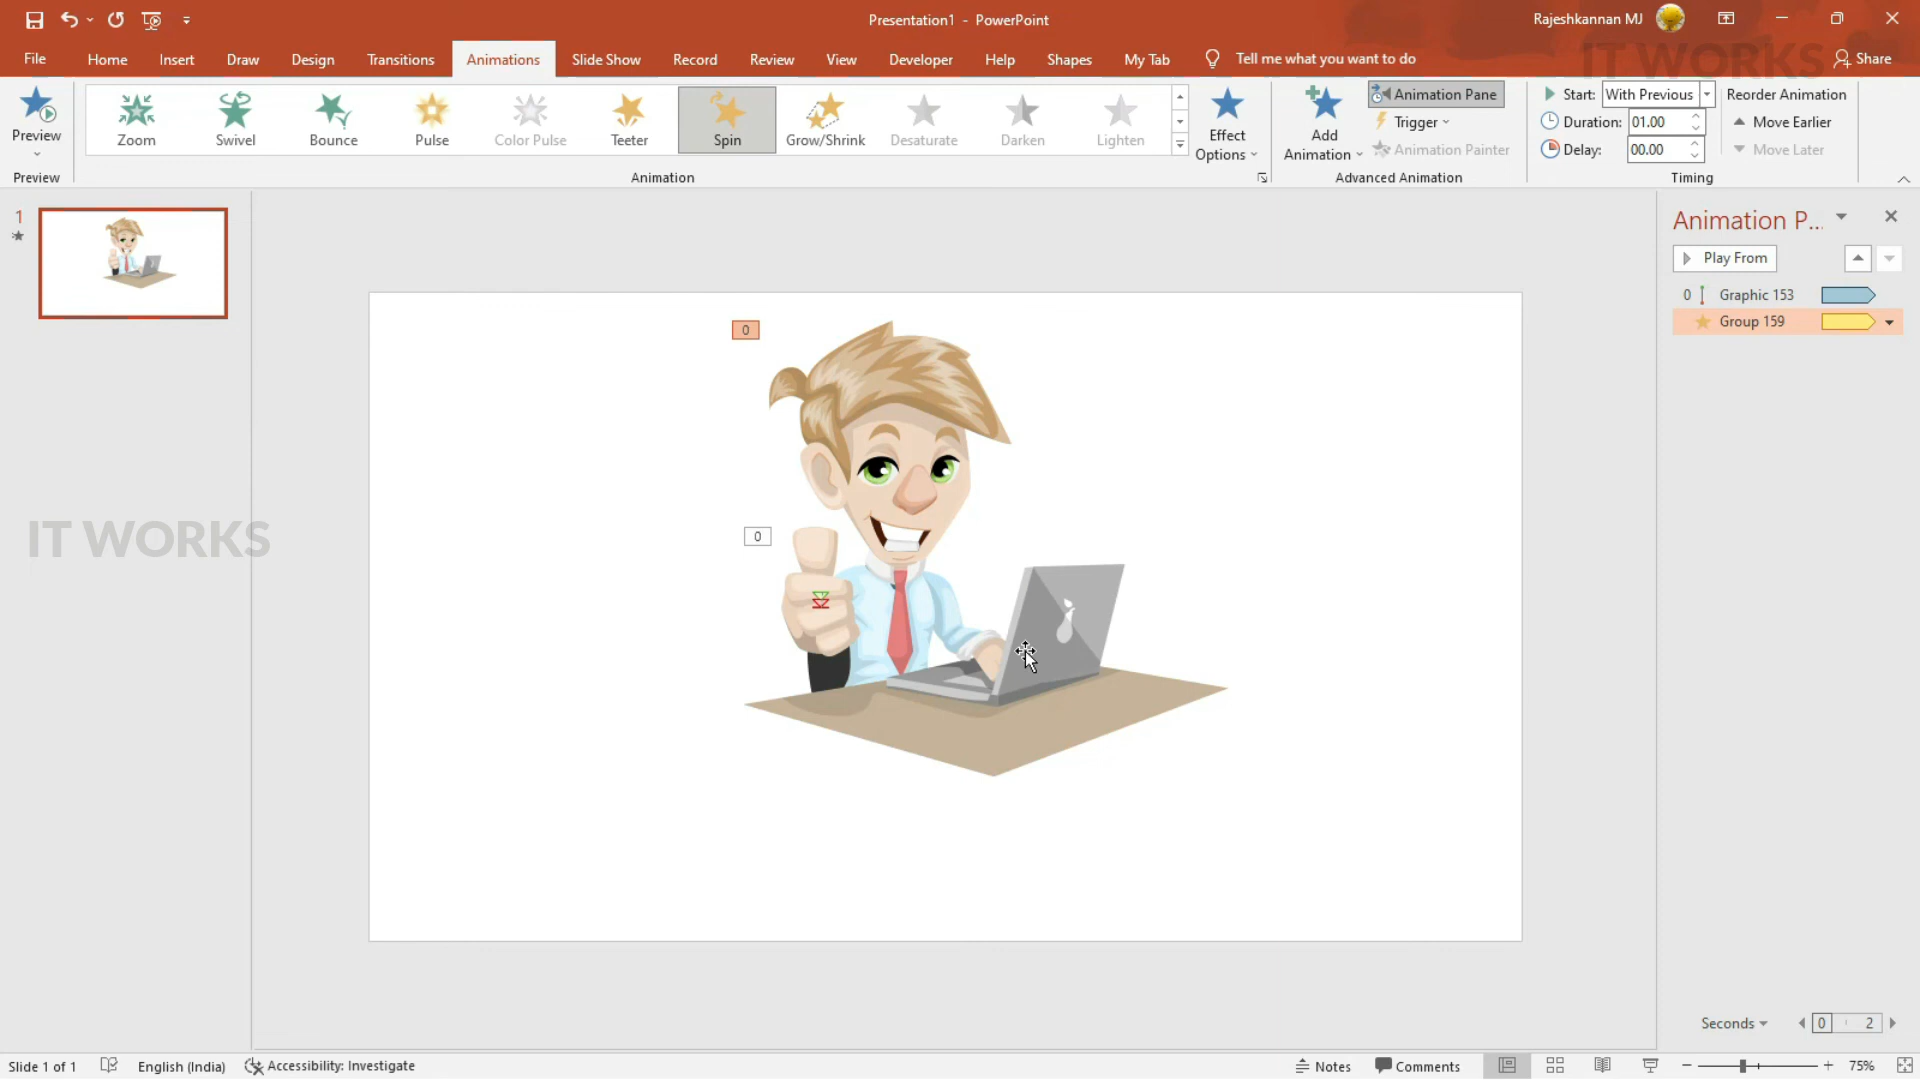 Presentation1 - PowerPoint
Rajeshkannan MJ
File
Home
Insert
Draw
Design
Transitions
Animations
Slide Show
Record
Review
View
Developer
Help
Shapes
My Tab
Tell me what you want to do
IT WORKS
Share
Preview
Zoom
Swivel
Bounce
Pulse
Color Pulse
Teeter
Spin
Grow/Shrink
Desaturate
Darken
Lighten
Effect
Options
Add
Animation
Animation Pane
Trigger
Animation Painter
Start: With Previous
Duration: 01.00
Delay: 00.00
Reorder Animation
Move Earlier
Move Later
Preview
Animation
Advanced Animation
Timing
1
Animation P...
Play From
0 Graphic 153
Group 159
0
0
IT WORKS
Seconds
0
2
Slide 1 of 1
English (India)
Accessibility: Investigate
Notes
Comments
75%